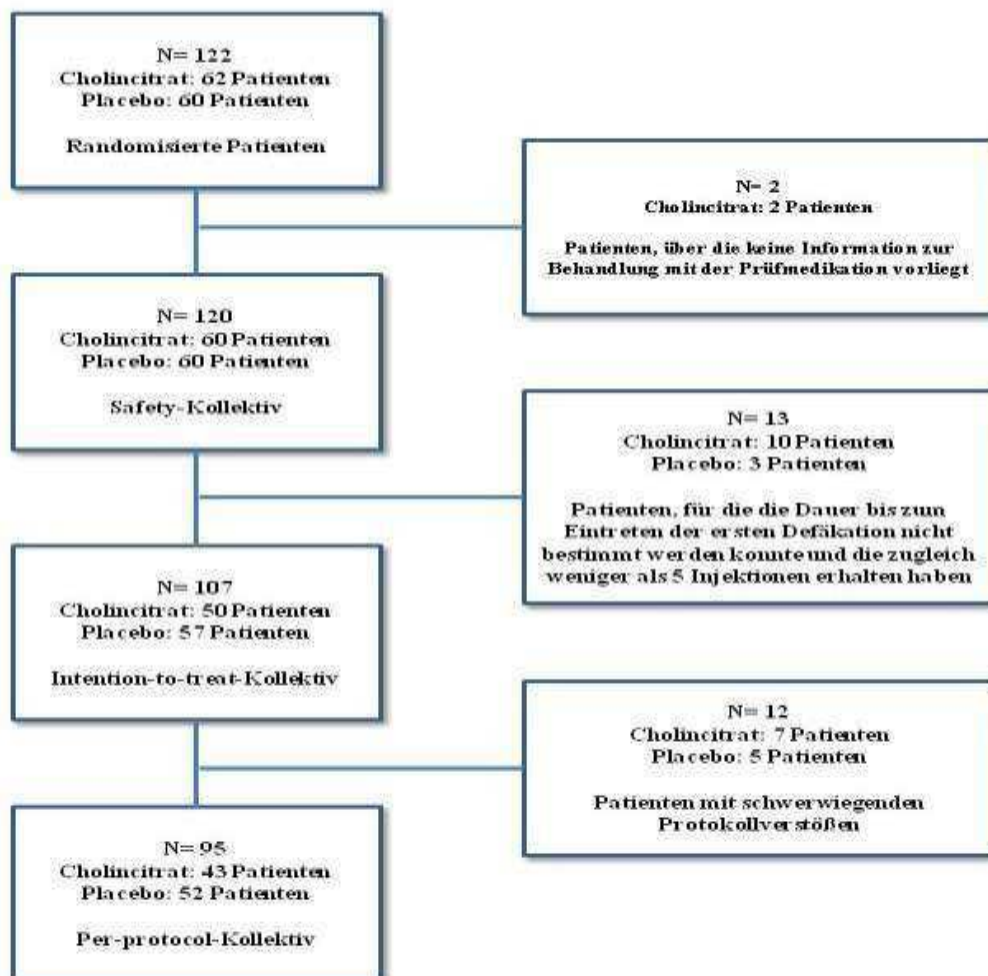 N= 122
Cholincitrat: 62 Patienten
Placebo: 60 Patienten
Randomisierte Patienten
N= 2
Cholincitrat: 2 Patienten
Patienten, über die keine Information zur
Behandlung mit der Prüfmedikation vorliegt
N= 120
Cholincitrat: 60 Patienten
Placebo: 60 Patienten
Safety-Kollektiv
N= 13
Cholincitrat: 10 Patienten
Placebo: 3 Patienten
Patienten, für die die Dauer bis zum
Eintreten der ersten Defäkation nicht
bestimmt werden konnte und die zugleich
weniger als 5 Injektionen erhalten haben
N= 107
Cholincitrat: 50 Patienten
Placebo: 57 Patienten
Intention-to-treat-Kollektiv
N= 12
Cholincitrat: 7 Patienten
Placebo: 5 Patienten
Patienten mit schwerwiegenden
Protokollverstößen
N= 95
Cholincitrat: 43 Patienten
Placebo: 52 Patienten
Per-protocol-Kollektiv